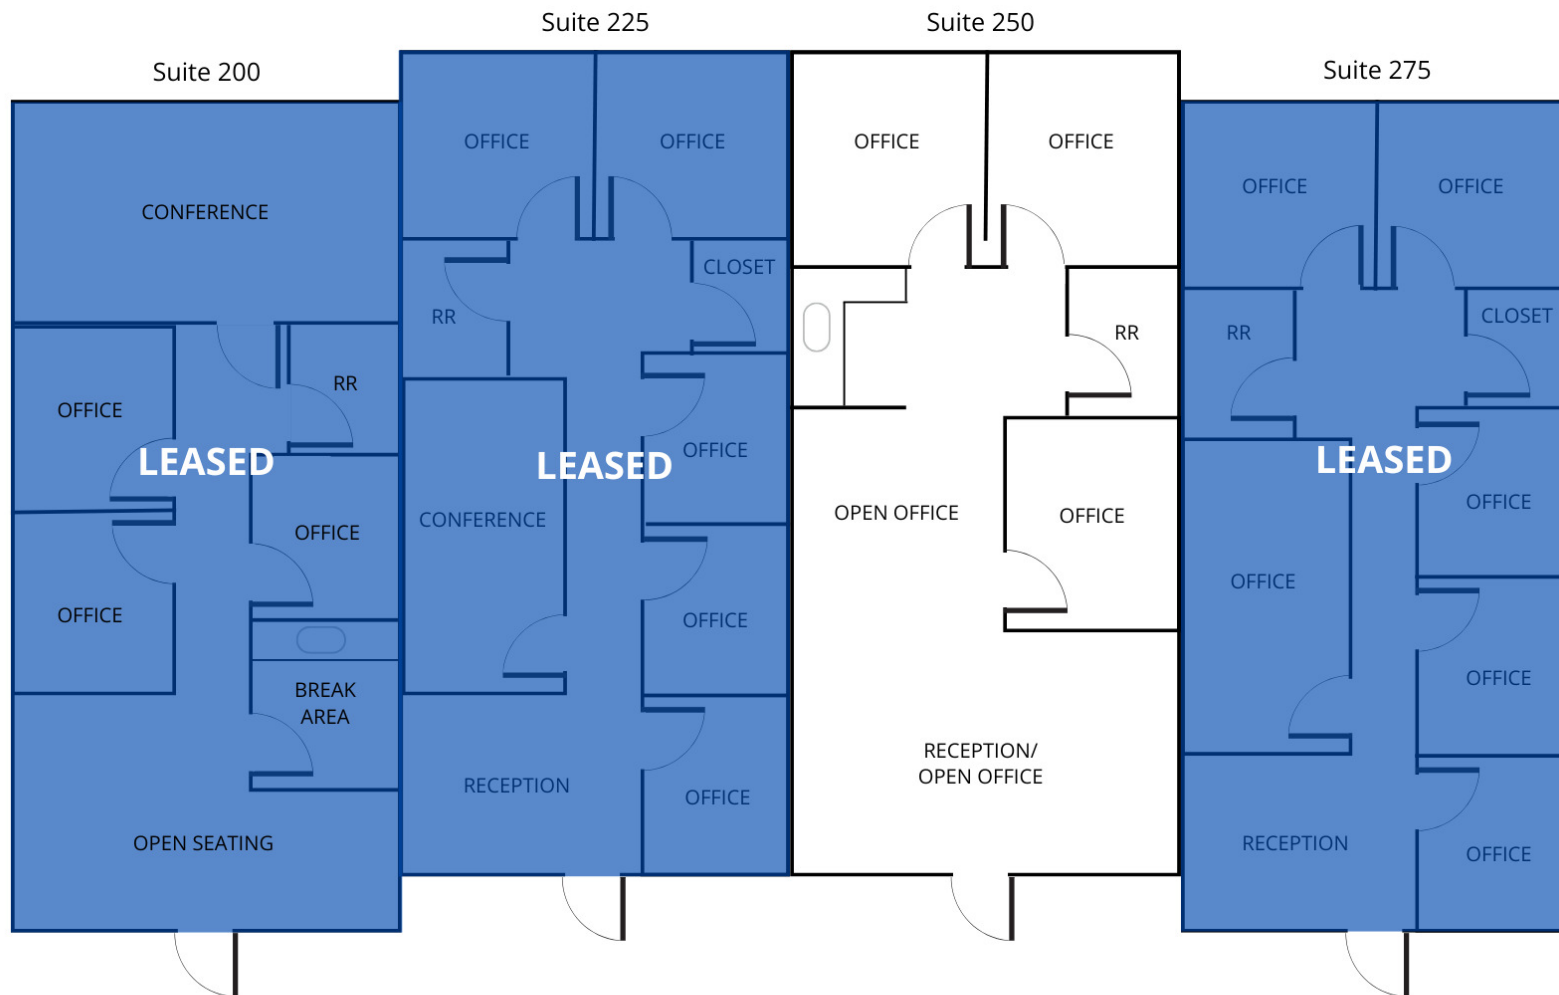 Suite 200
CONFERENCE
OFFICE
RR
LEASED
OFFICE
OFFICE
BREAK
AREA
OPEN SEATING
Suite 225
OFFICE
OFFICE
RR
CLOSET
OFFICE
LEASED
CONFERENCE
OFFICE
RECEPTION
OFFICE
Suite 250
OFFICE
OFFICE
RR
OPEN OFFICE
OFFICE
RECEPTION/
OPEN OFFICE
Suite 275
OFFICE
OFFICE
RR
CLOSET
LEASED
OFFICE
OFFICE
OFFICE
RECEPTION
OFFICE